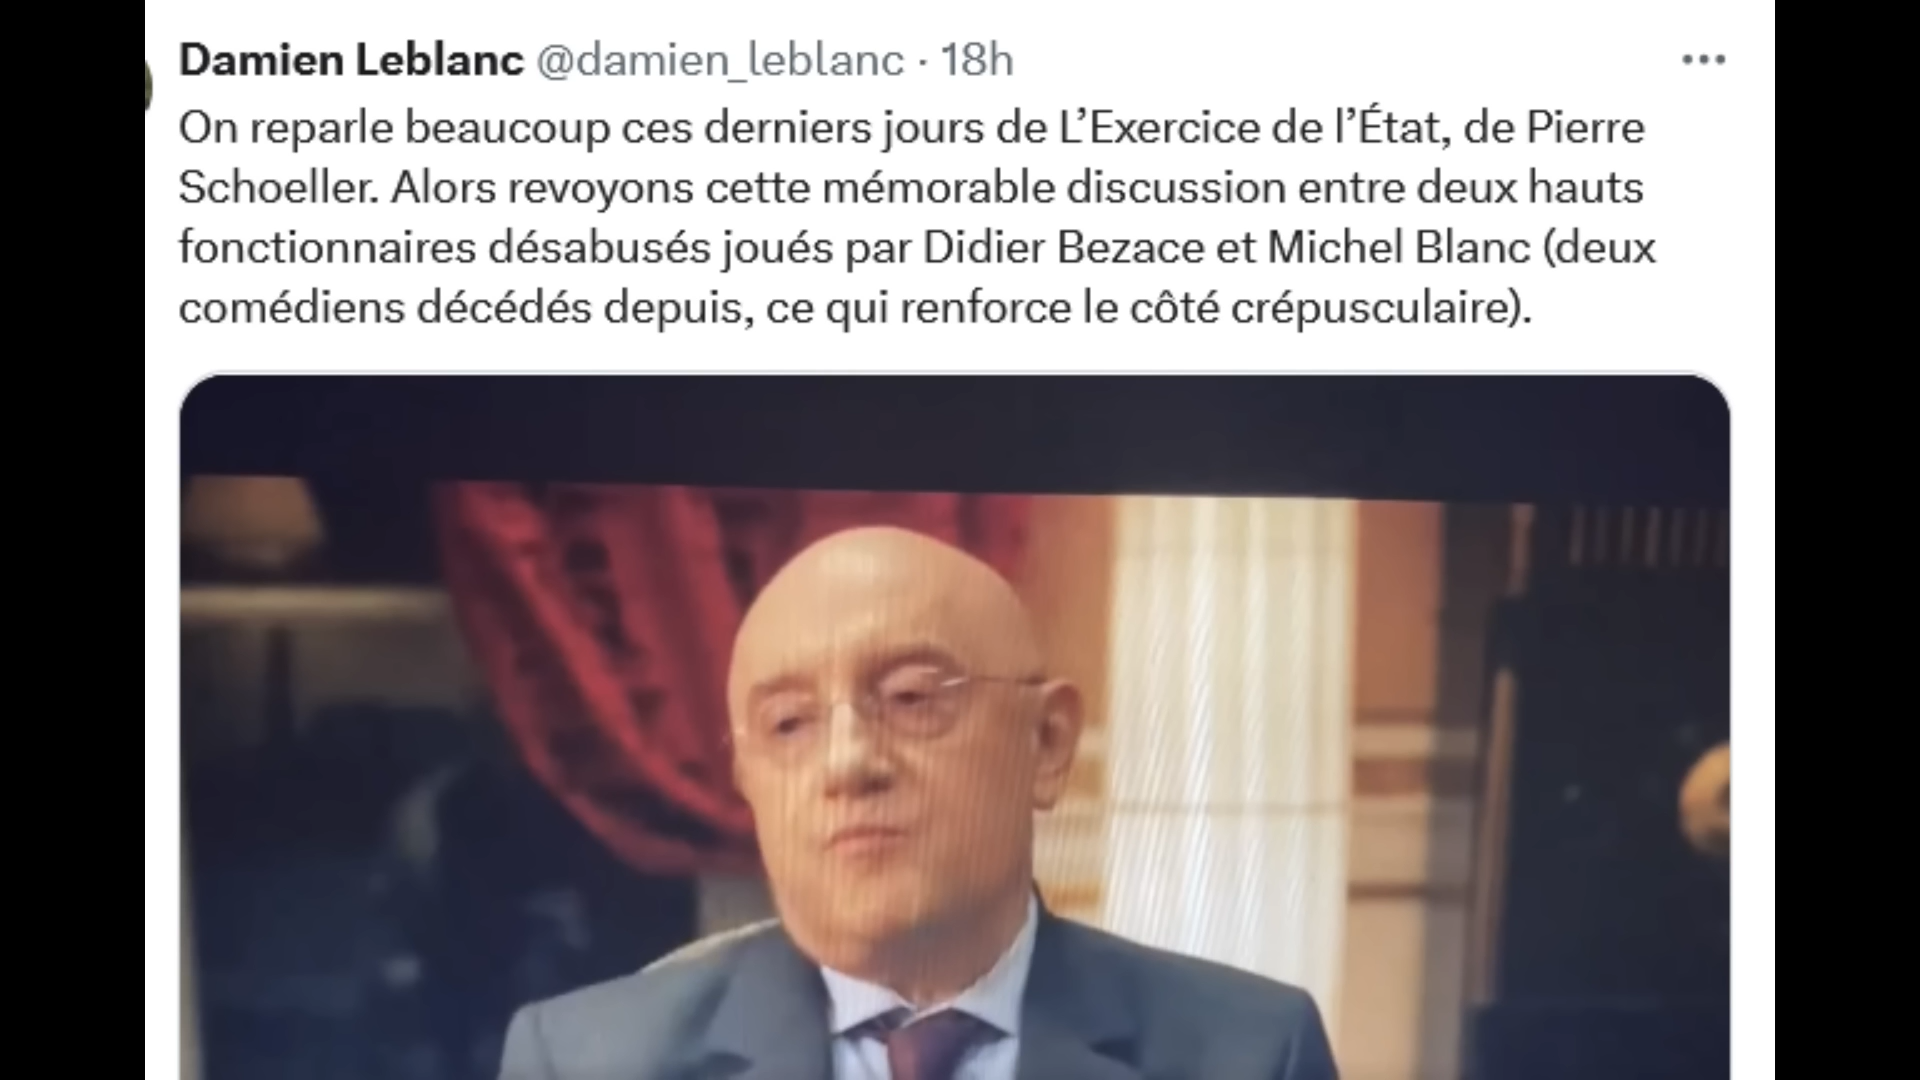 Damien Leblanc @damien_leblanc · 18h
On reparle beaucoup ces derniers jours de L’Exercice de l’État, de Pierre
Schoeller. Alors revoyons cette mémorable discussion entre deux hauts
fonctionnaires désabusés joués par Didier Bezace et Michel Blanc (deux
comédiens décédés depuis, ce qui renforce le côté crépusculaire).